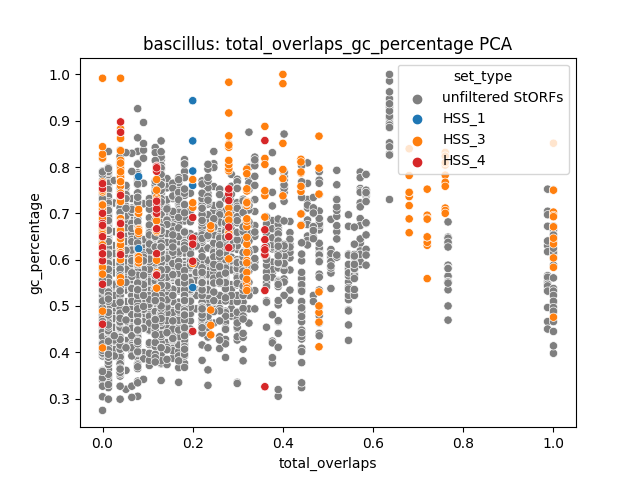 bascillus: total_overlaps_gc_percentage PCA
set_type
unfiltered StORFs
HSS_1
HSS_3
HSS_4
gc_percentage
1.0
0.9
0.8
0.7
0.6
0.5
0.4
0.3
0.0 0.2 0.4 0.6 0.8 1.0
total_overlaps